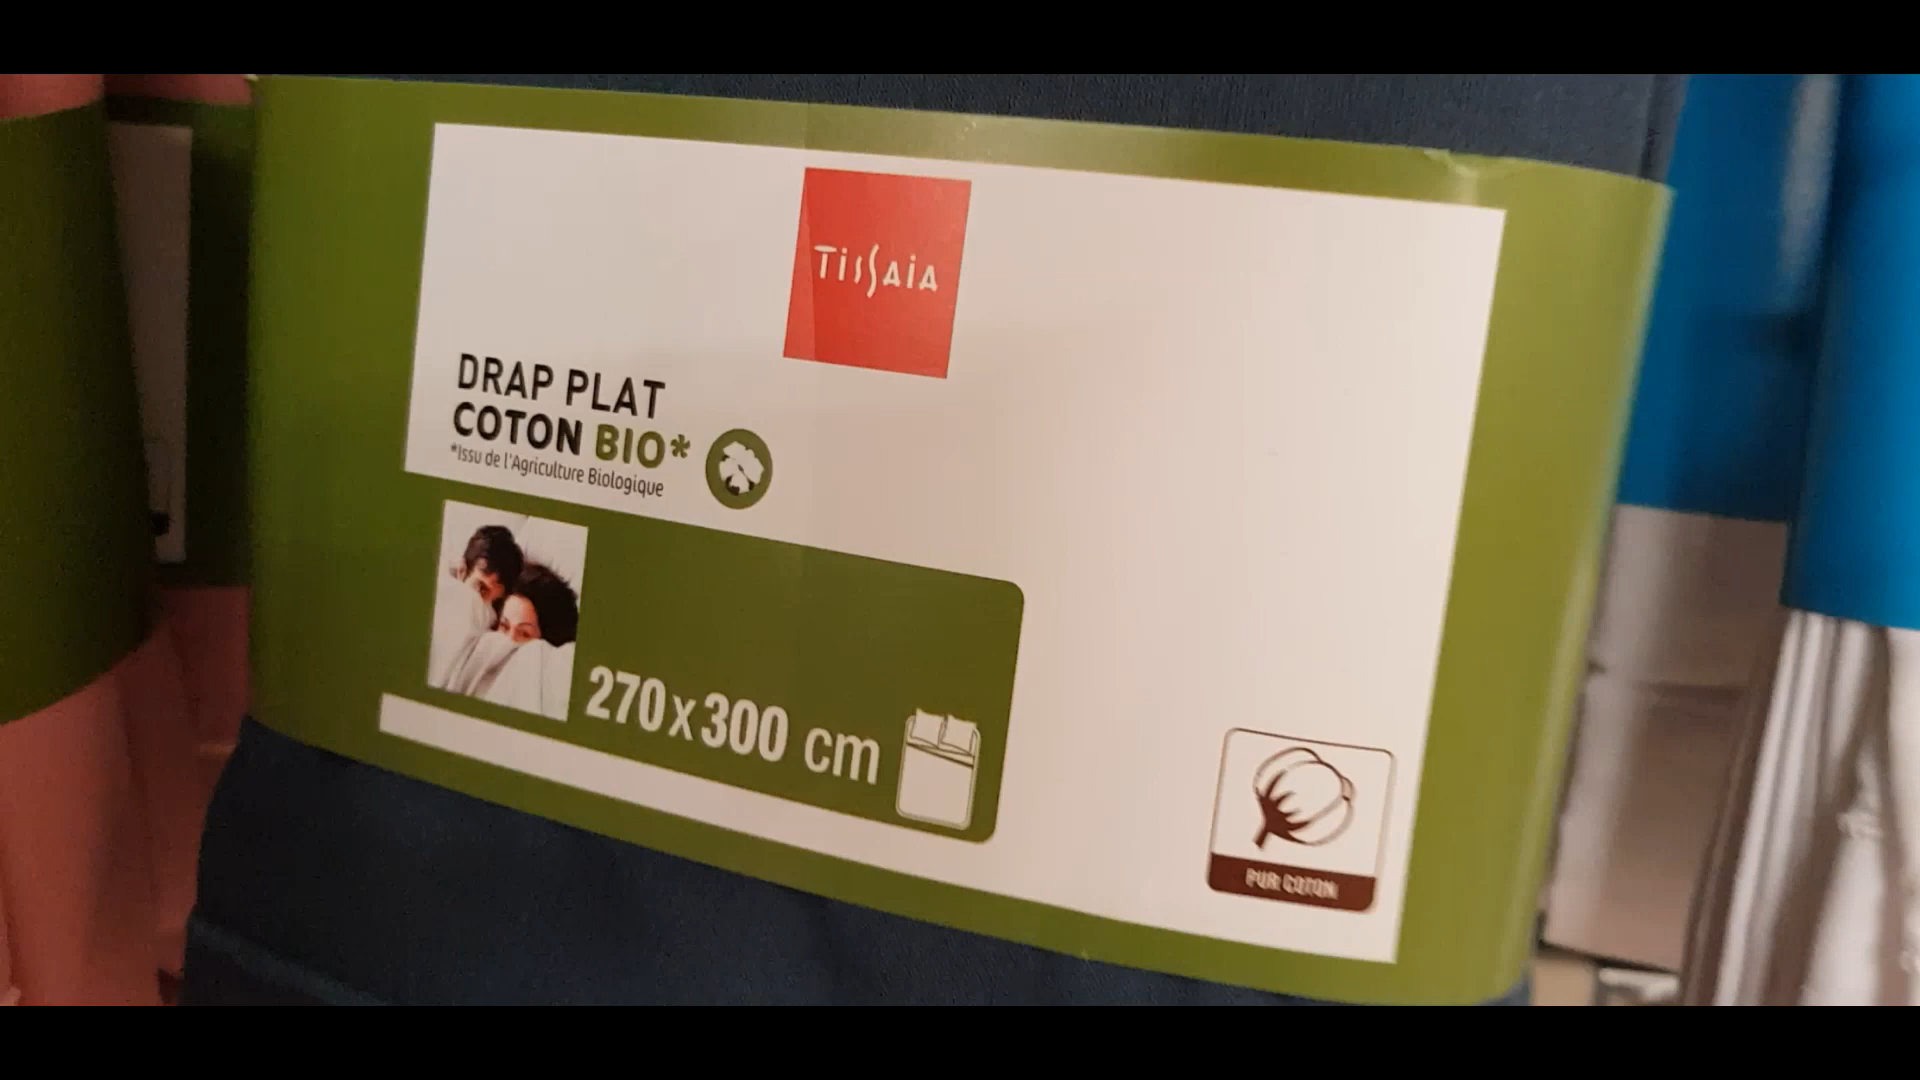 TissAiA
DRAP PLAT
COTON BIO*
*Issu de l'Agriculture Biologique
270x300 cm
PUR COTON